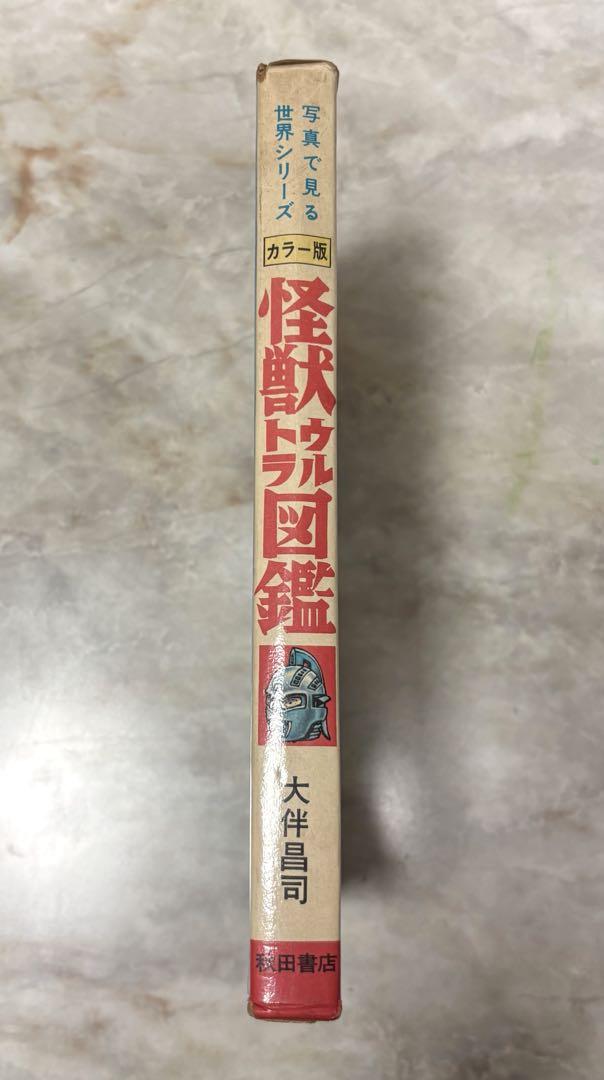 写真で見る
世界シリーズ
カラー版
怪獣
ウルトラ
図鑑
大伴昌司
秋田書店